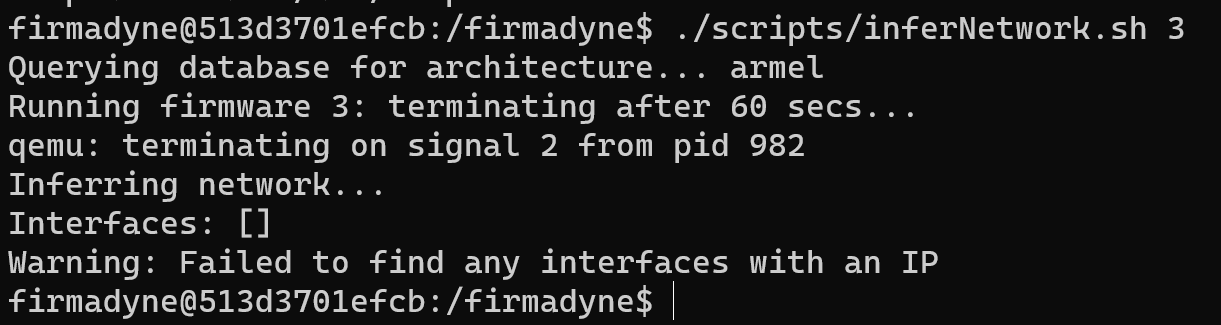 firmadyne@513d3701efcb:/firmadyne$ ./scripts/inferNetwork.sh 3
Querying database for architecture... armel
Running firmware 3: terminating after 60 secs...
qemu: terminating on signal 2 from pid 982
Inferring network...
Interfaces: []
Warning: Failed to find any interfaces with an IP
firmadyne@513d3701efcb:/firmadyne$